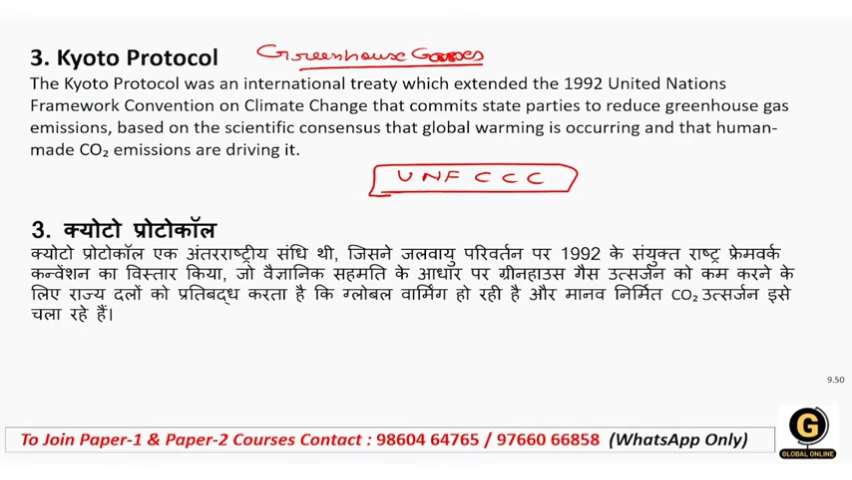 3. Kyoto Protocol Greenhouse Gasses
The Kyoto Protocol was an international treaty which extended the 1992 United Nations
Framework Convention on Climate Change that commits state parties to reduce greenhouse gas
emissions, based on the scientific consensus that global warming is occurring and that human-
made CO₂ emissions are driving it.
UNFCCC
3. क्योटो प्रोटोकॉल
क्योटो प्रोटोकॉल एक अंतरराष्ट्रीय संधि थी, जिसने जलवायु परिवर्तन पर 1992 के संयुक्त राष्ट्र फ्रेमवर्क
कन्वेंशन का विस्तार किया, जो वैज्ञानिक सहमति के आधार पर ग्रीनहाउस गैस उत्सर्जन को कम करने के
लिए राज्य दलों को प्रतिबद्ध करता है कि ग्लोबल वार्मिंग हो रही है और मानव निर्मित CO₂ उत्सर्जन इसे
चला रहे हैं।
9.50
To Join Paper-1 & Paper-2 Courses Contact : 98604 64765 / 97660 66858 (WhatsApp Only)
G
GLOBAL ONLINE